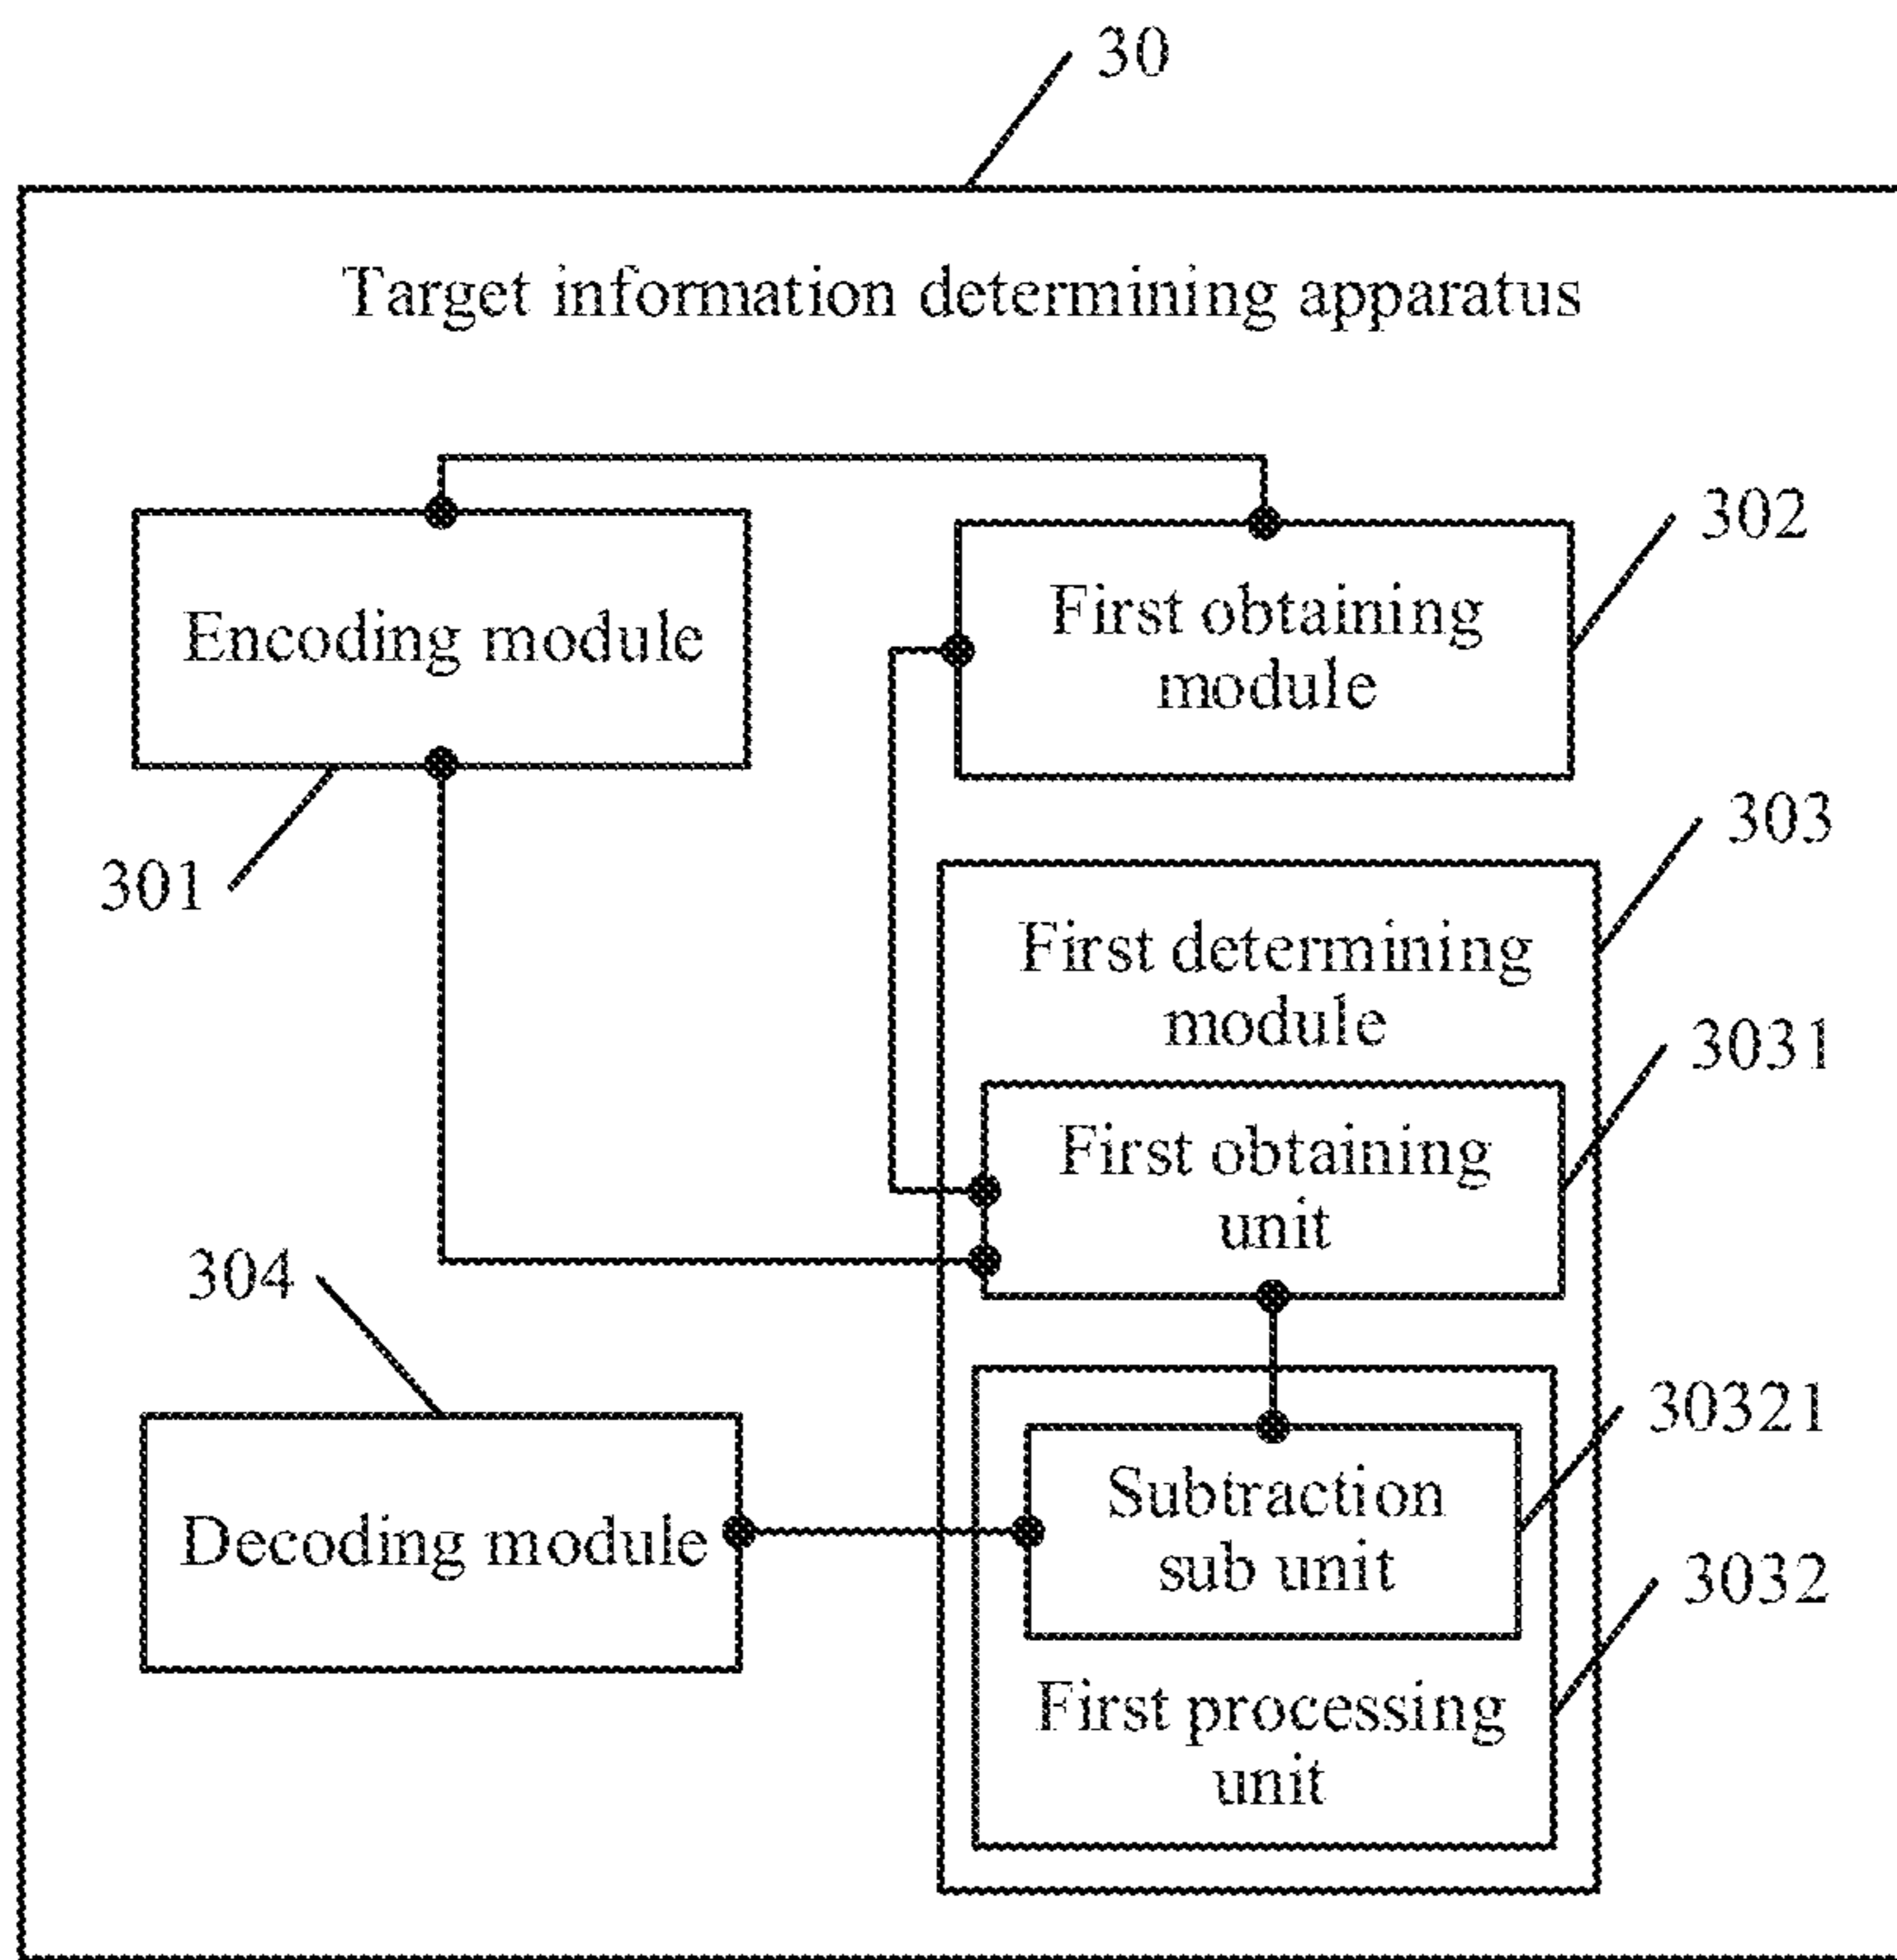 30
Target information determining apparatus
302
Encoding module
First obtaining
module
301
303
First determining
module
3031
First obtaining
unit
304
30321
Decoding module
Subtraction
sub unit
3032
First processing
unit